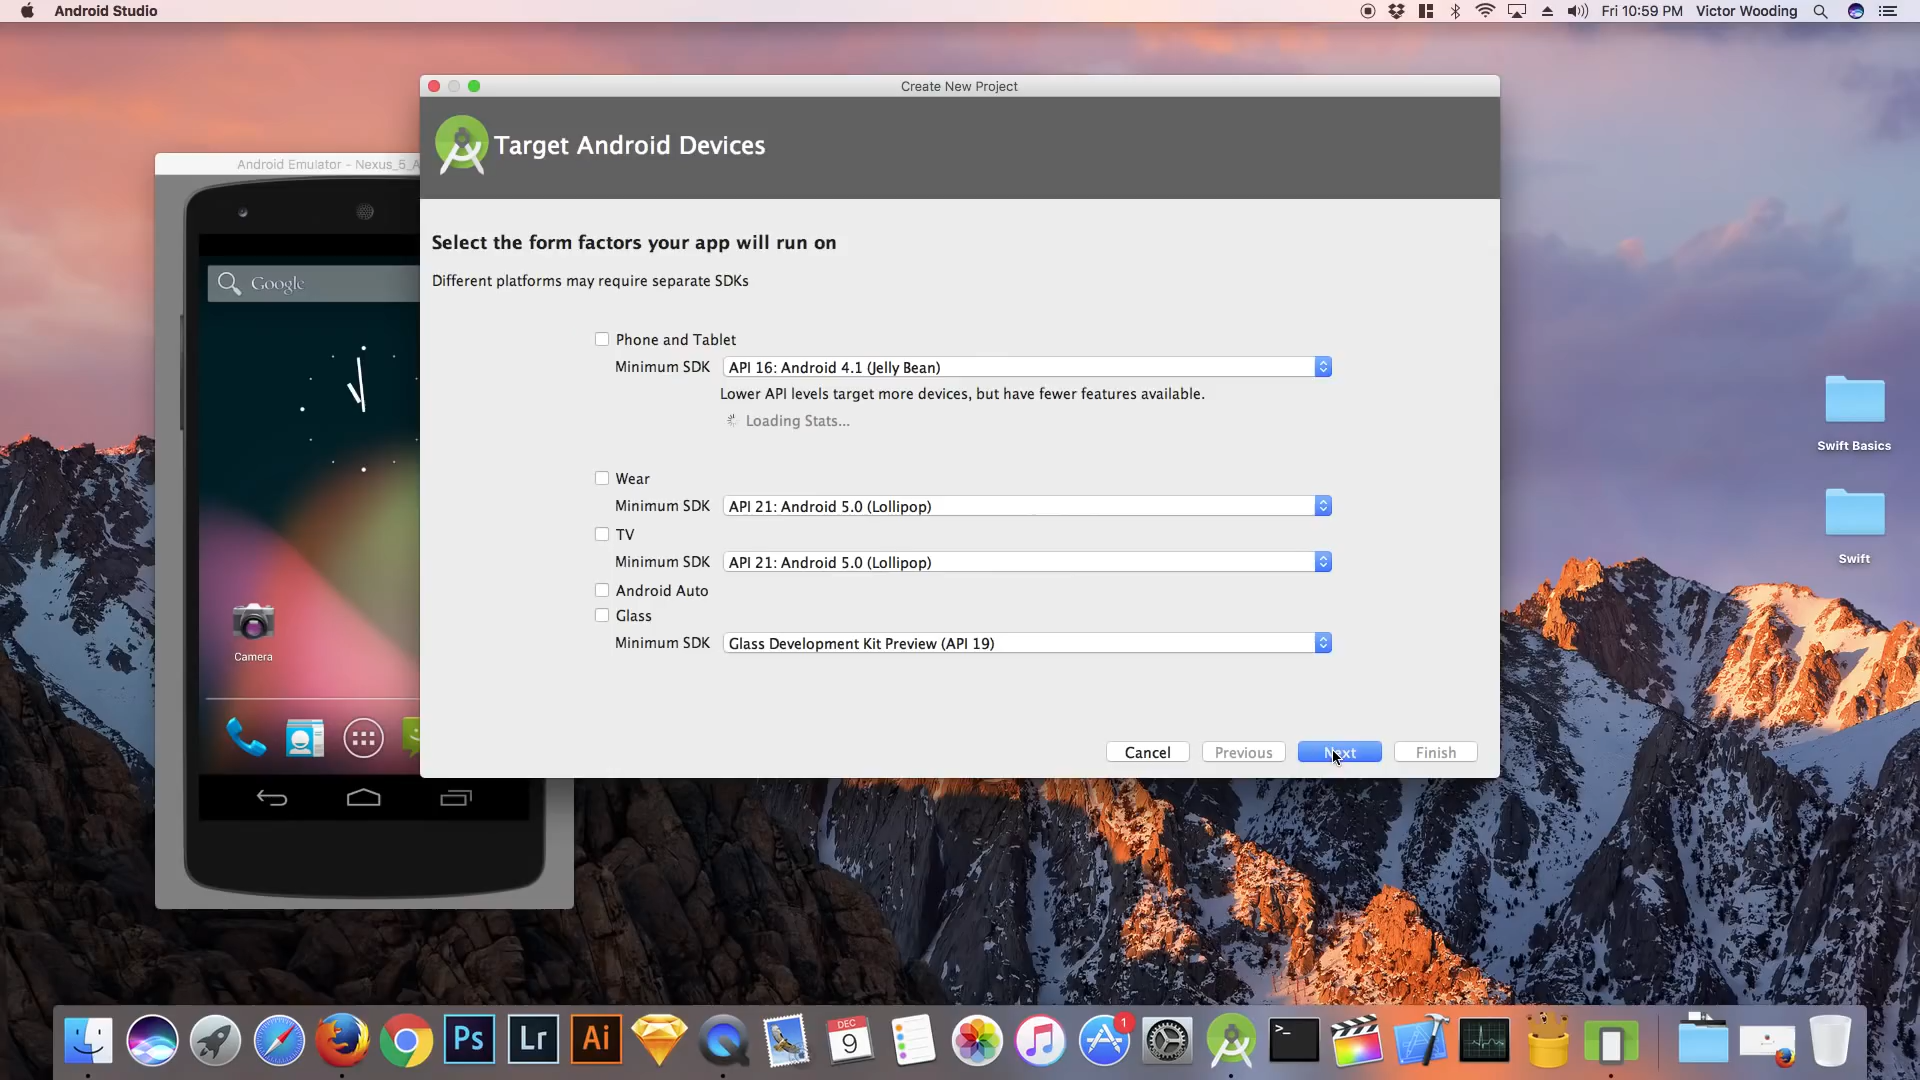 Android Studio
Fri 10:59 PM Victor Wooding
Create New Project
Target Android Devices
Android Emulator - Nexus_5_A
Select the form factors your app will run on
Different platforms may require separate SDKs
Google
Phone and Tablet
Minimum SDK API 16: Android 4.1 (Jelly Bean)
Lower API levels target more devices, but have fewer features available.
Loading Stats...
Wear
Minimum SDK API 21: Android 5.0 (Lollipop)
TV
Minimum SDK API 21: Android 5.0 (Lollipop)
Android Auto
Glass
Minimum SDK Glass Development Kit Preview (API 19)
Camera
Cancel Previous Next Finish
Swift Basics
Swift
Ps
Lr
Ai
DEC
9
1
>_